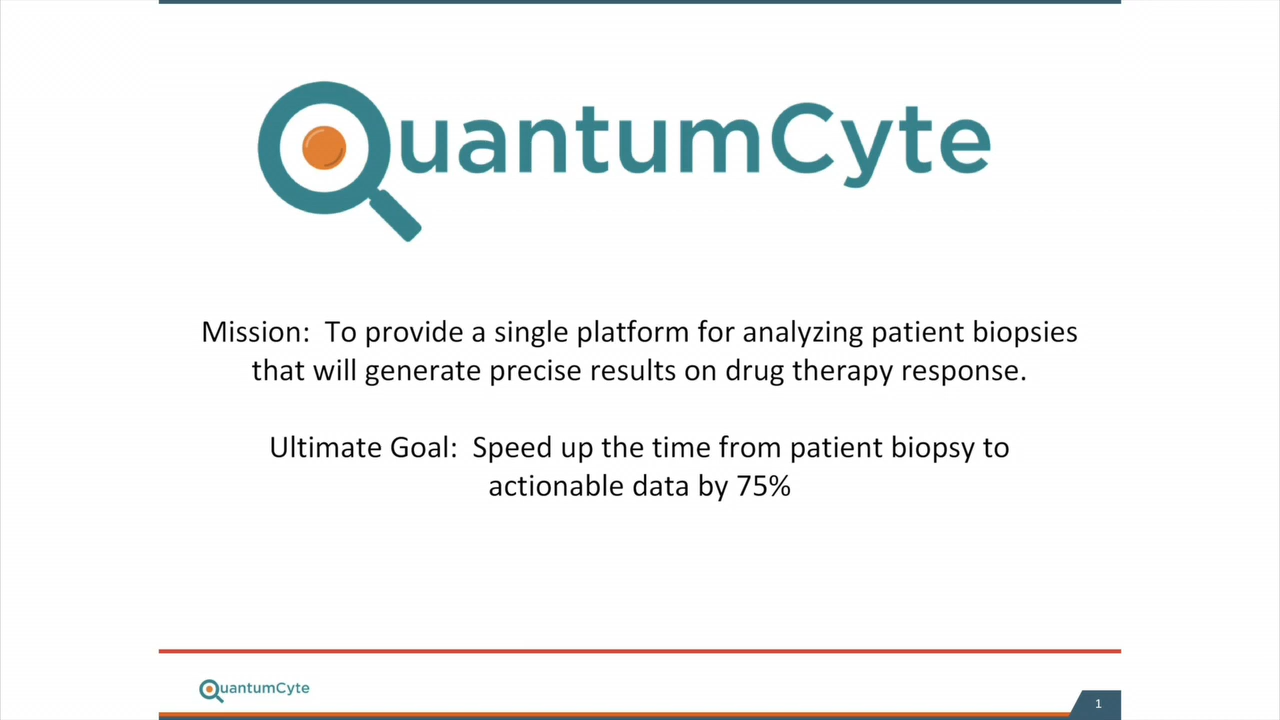 QuantumCyte
Mission:  To provide a single platform for analyzing patient biopsies
that will generate precise results on drug therapy response.
Ultimate Goal:  Speed up the time from patient biopsy to
actionable data by 75%
QuantumCyte
1